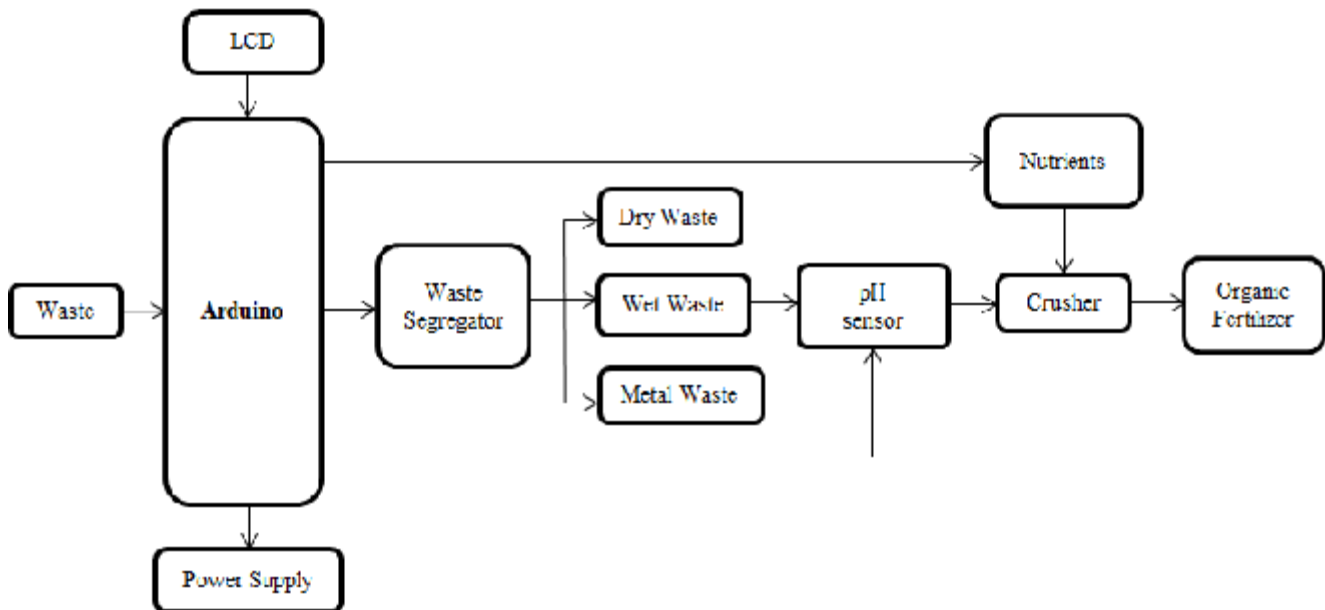 LCD
Nutrients
Dry Waste
Waste
Arduino
Waste
Segregator
Wet Waste
pH
sensor
Crusher
Organic
Fertilizer
Metal Waste
Power Supply